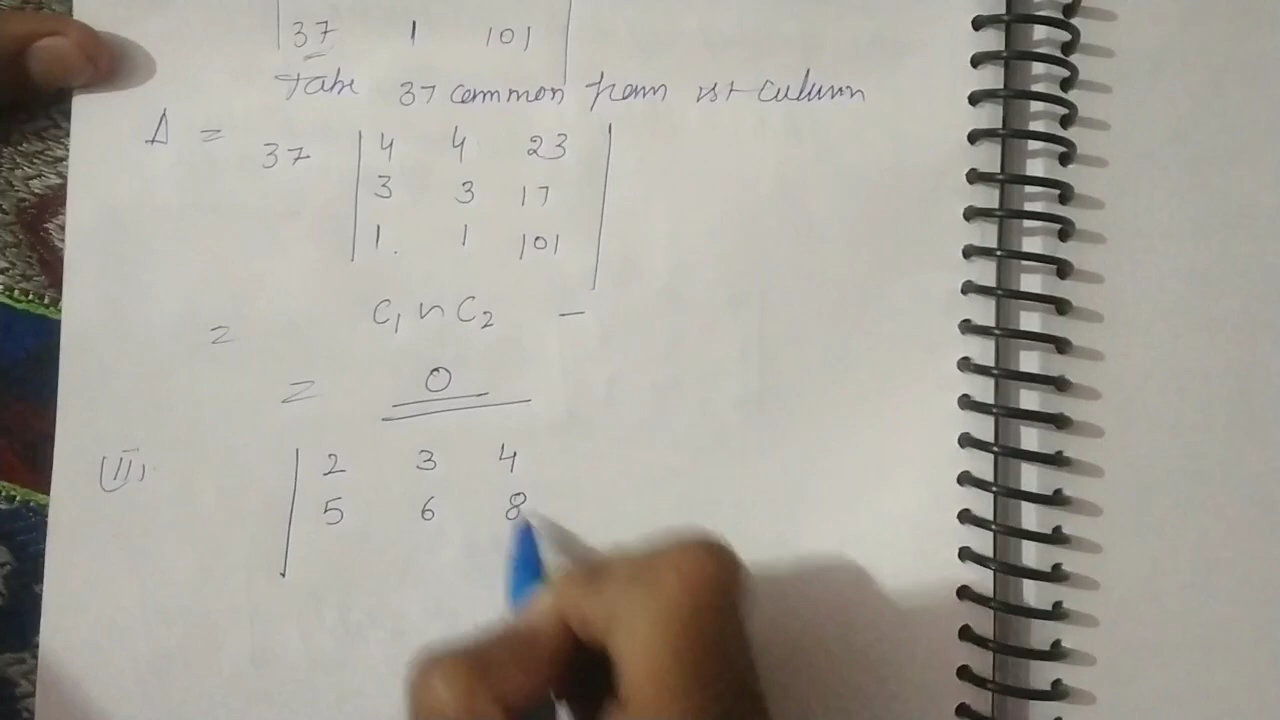 37 1 101
Take 37 common from 1st Column
Δ = 37 | 4 4 23 |
3 3 17
1. 1 101
= C₁ n C₂ –
= 0
(II) | 2 3 4
5 6 8